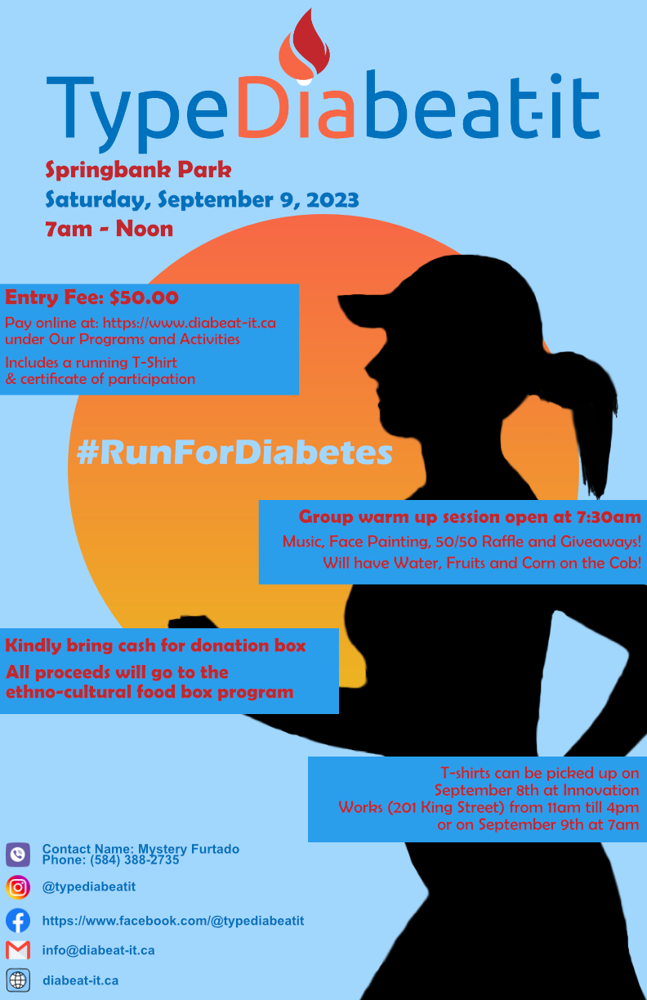 TypeDiabeat-it
Springbank Park
Saturday, September 9, 2023
7am - Noon
Entry Fee: $50.00
Pay online at: https://www.diabeat-it.ca
under Our Programs and Activities
Includes a running T-Shirt
& certificate of participation
#RunForDiabetes
Group warm up session open at 7:30am
Music, Face Painting, 50/50 Raffle and Giveaways!
Will have Water, Fruits and Corn on the Cob!
Kindly bring cash for donation box
All proceeds will go to the
ethno-cultural food box program
T-shirts can be picked up on
September 8th at Innovation
Works (201 King Street) from 11am till 4pm
or on September 9th at 7am
Contact Name: Mystery Furtado
Phone: (584) 388-2735
@typediabeatit
https://www.facebook.com/@typediabeatit
info@diabeat-it.ca
diabeat-it.ca